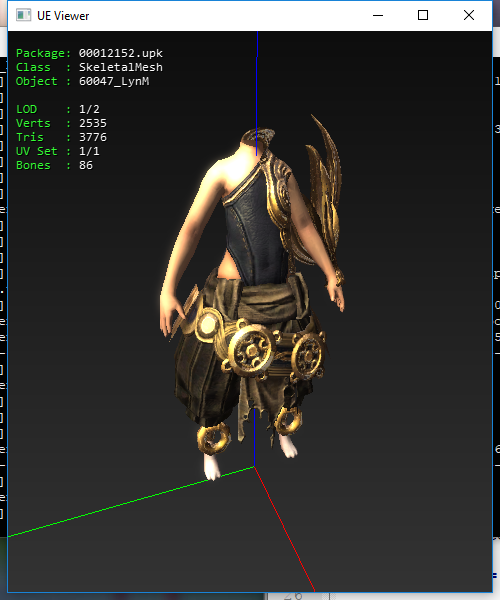 UE Viewer
Package: 00012152.upk
Class : SkeletalMesh
Object : 60047_LynM
LOD : 1/2
Verts : 2535
Tris : 3776
UV Set : 1/1
Bones : 86